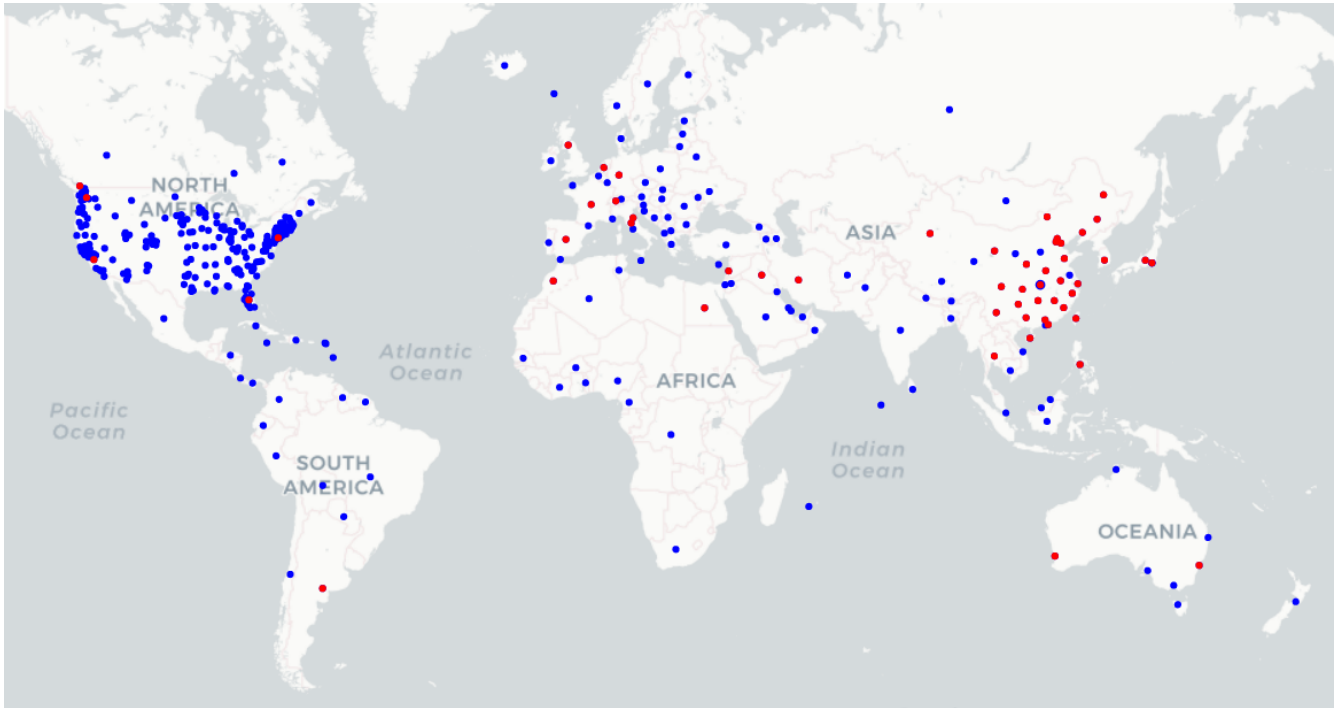 NORTH
AMERICA
ASIA
Atlantic
Ocean
AFRICA
Pacific
Ocean
Indian
Ocean
SOUTH
AMERICA
OCEANIA